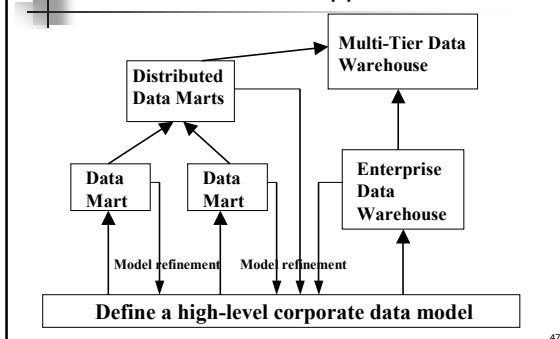 Multi-Tier Data
Warehouse
Distributed
Data Marts
Data
Mart
Data
Mart
Enterprise
Data
Warehouse
Model refinement
Model refinement
Define a high-level corporate data model
47